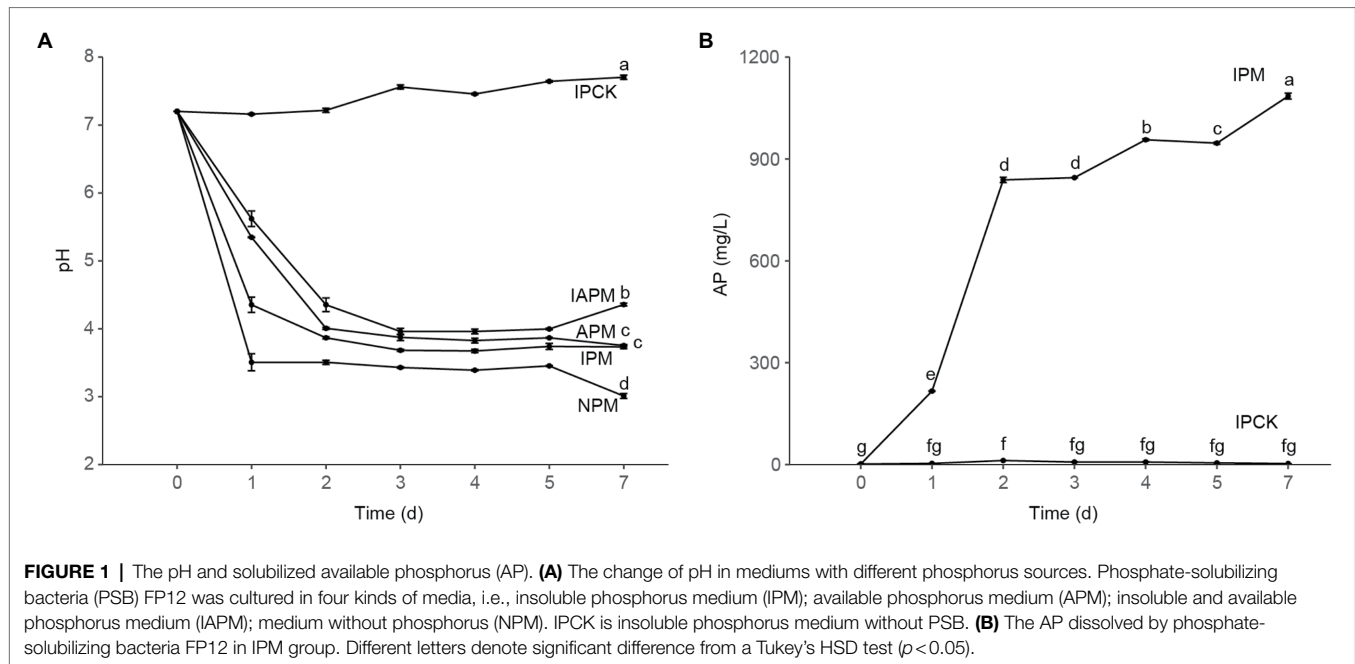 A
8
7
6
5
4
3
2
pH
a
IPCK
IAPM b
APM c
c
IPM
d
NPM
0 1 2 3 4 5 7
Time (d)
B
1200
900
600
300
0
AP (mg/L)
IPM
a
b
c
d
d
e
IPCK
g fg f fg fg fg fg
0 1 2 3 4 5 7
Time (d)
FIGURE 1 | The pH and solubilized available phosphorus (AP). (A) The change of pH in mediums with different phosphorus sources. Phosphate-solubilizing
bacteria (PSB) FP12 was cultured in four kinds of media, i.e., insoluble phosphorus medium (IPM); available phosphorus medium (APM); insoluble and available
phosphorus medium (IAPM); medium without phosphorus (NPM). IPCK is insoluble phosphorus medium without PSB. (B) The AP dissolved by phosphate-
solubilizing bacteria FP12 in IPM group. Different letters denote significant difference from a Tukey’s HSD test (p < 0.05).